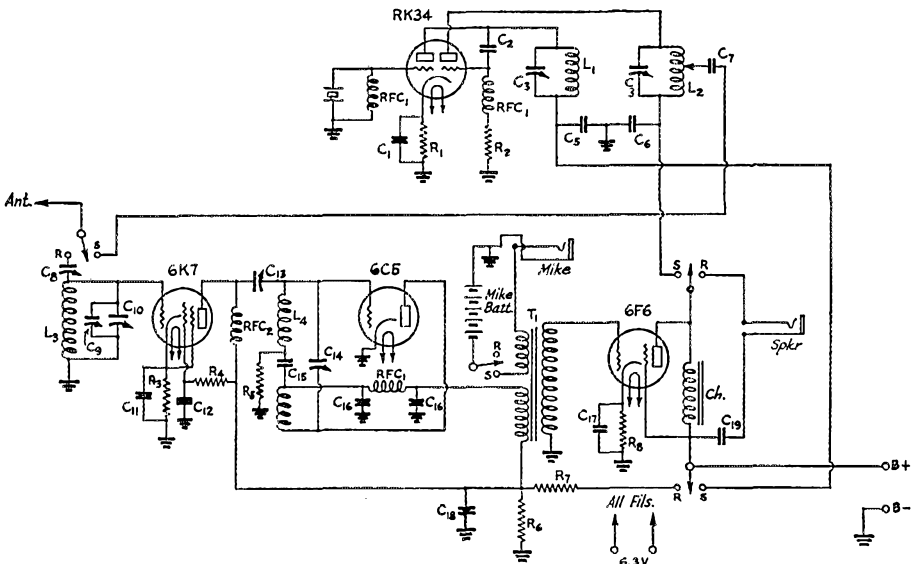 RK34
C2
C7
C3
L1
C3
L2
RFC1
RFC1
C5
C6
C1
R1
R2
Ant.
R
S
C8
6K7
C13
6C5
Mike
Mike
Batt.
T1
6F6
S
R
Spkr
L3
C10
C9
RFC2
L4
C14
R
S
R3
R4
C15
RFC1
Ch.
C11
C12
R5
C16
C16
C17
R8
C19
B+
R7
R
S
C18
R6
All Fils.
B-
6.3V